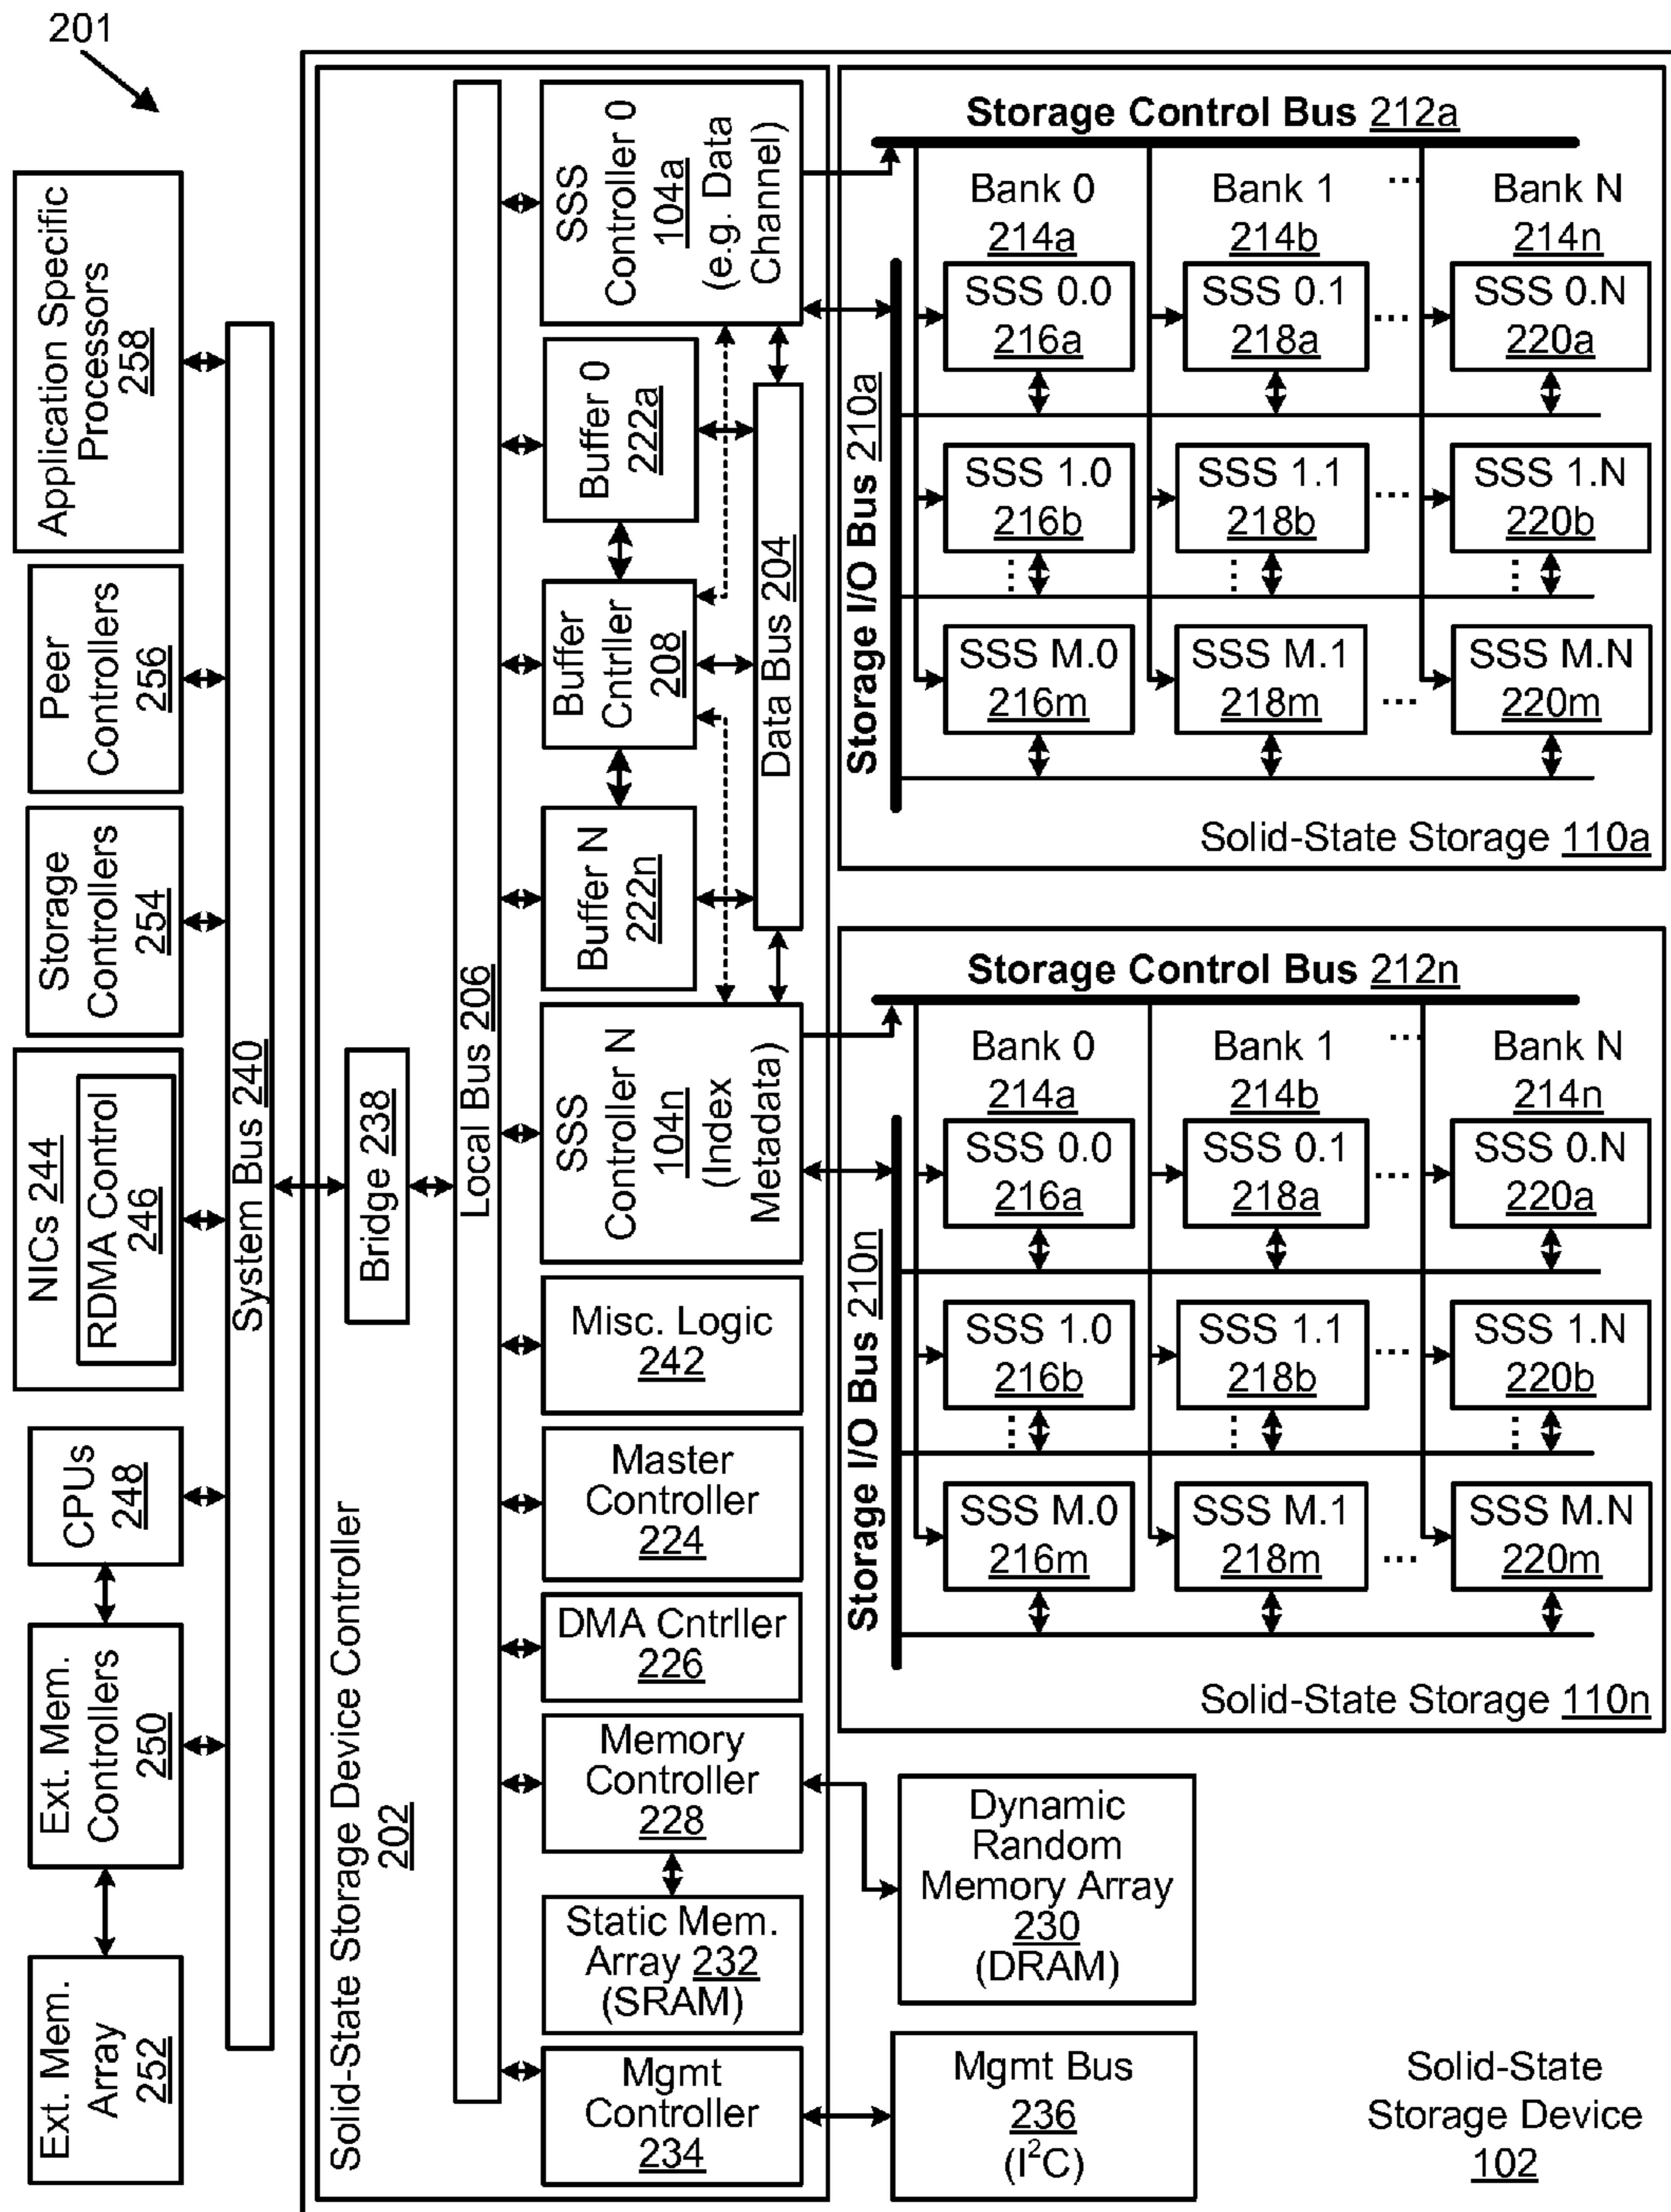 201
Application Specific
Processors
258
Peer
Controllers
256
Storage
Controllers
254
NICs 244
RDMA Control
246
CPUs
248
Ext. Mem.
Controllers
250
Ext. Mem.
Array
252
System Bus 240
Solid-State Storage Device Controller
202
Bridge 238
Local Bus 206
SSS
Controller 0
104a
(e.g. Data
Channel)
Buffer 0
222a
Buffer
Cntrller
208
Buffer N
222n
Data Bus 204
SSS
Controller N
104n
(Index
Metadata)
Misc. Logic
242
Master
Controller
224
DMA Cntrller
226
Memory
Controller
228
Static Mem.
Array 232
(SRAM)
Mgmt
Controller
234
Storage Control Bus 212a
Storage I/O Bus 210a
Bank 0
214a
Bank 1
214b
...
Bank N
214n
SSS 0.0
216a
SSS 0.1
218a
...
SSS 0.N
220a
SSS 1.0
216b
SSS 1.1
218b
...
SSS 1.N
220b
SSS M.0
216m
SSS M.1
218m
...
SSS M.N
220m
Solid-State Storage 110a
Storage Control Bus 212n
Storage I/O Bus 210n
Bank 0
214a
Bank 1
214b
...
Bank N
214n
SSS 0.0
216a
SSS 0.1
218a
...
SSS 0.N
220a
SSS 1.0
216b
SSS 1.1
218b
...
SSS 1.N
220b
SSS M.0
216m
SSS M.1
218m
...
SSS M.N
220m
Solid-State Storage 110n
Dynamic
Random
Memory Array
230
(DRAM)
Mgmt Bus
236
(I²C)
Solid-State
Storage Device
102